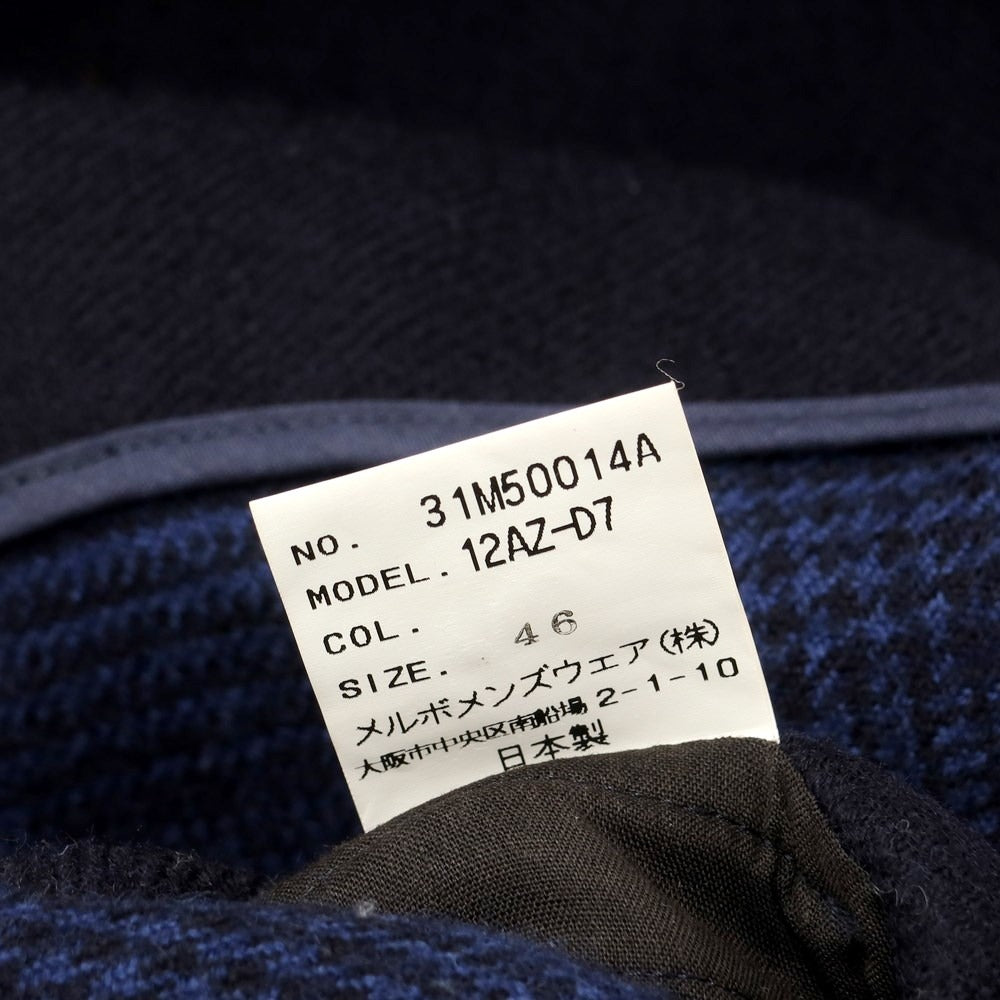 NO. 31M50014A
MODEL. 12AZ-D7
COL.
SIZE. 46
メルボメンズウェア(株)
大阪市中央区南船場2-1-10
日本製